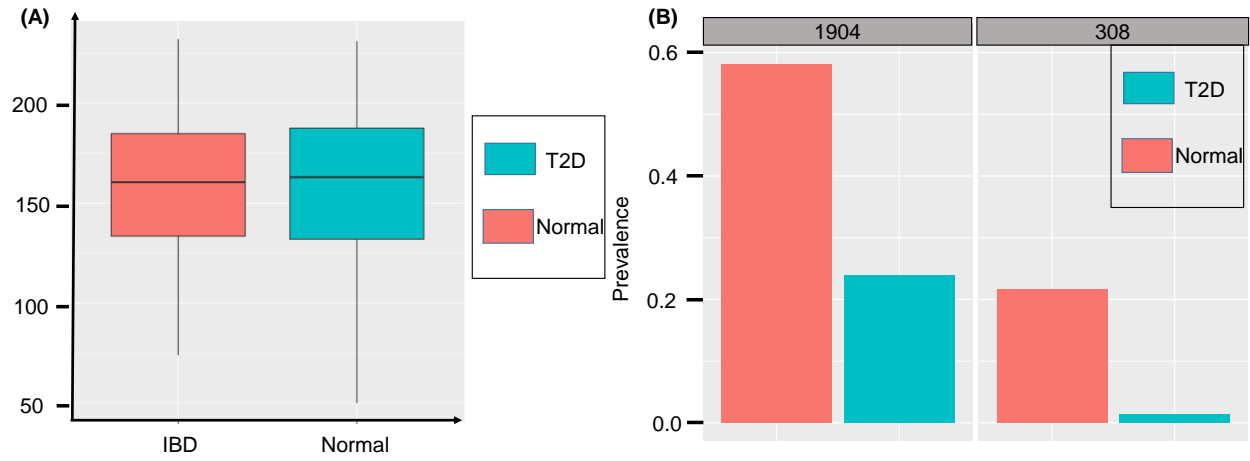 (A)
200
150
100
50
IBD
Normal
T2D
Normal
(B)
1904
308
Prevalence
0.6
0.4
0.2
0.0
T2D
Normal